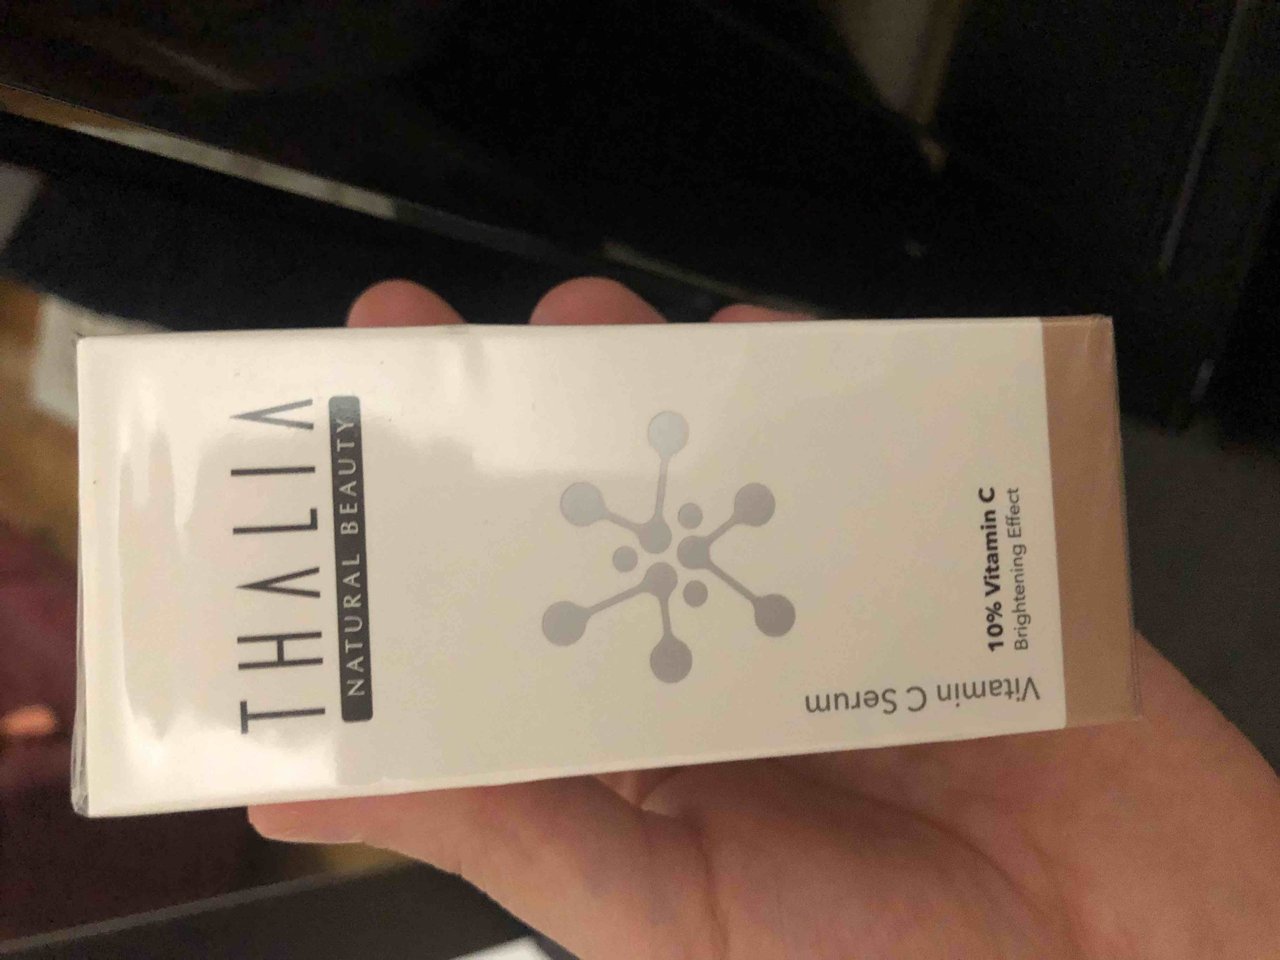 THALIA
NATURAL BEAUTY
Vitamin C Serum
10% Vitamin C
Brightening Effect